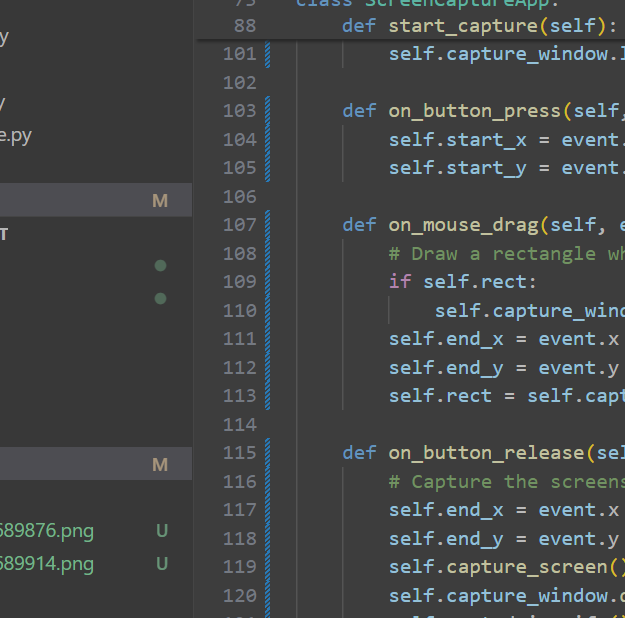 y
y
e.py
M
T
M
689876.png U
689914.png U
class ScreenCaptureApp:
88 def start_capture(self):
101 self.capture_window.
102
103 def on_button_press(self,
104 self.start_x = event.
105 self.start_y = event.
106
107 def on_mouse_drag(self, e
108 # Draw a rectangle wh
109 if self.rect:
110 self.capture_wind
111 self.end_x = event.x
112 self.end_y = event.y
113 self.rect = self.capt
114
115 def on_button_release(sel
116 # Capture the screens
117 self.end_x = event.x
118 self.end_y = event.y
119 self.capture_screen()
120 self.capture_window.d